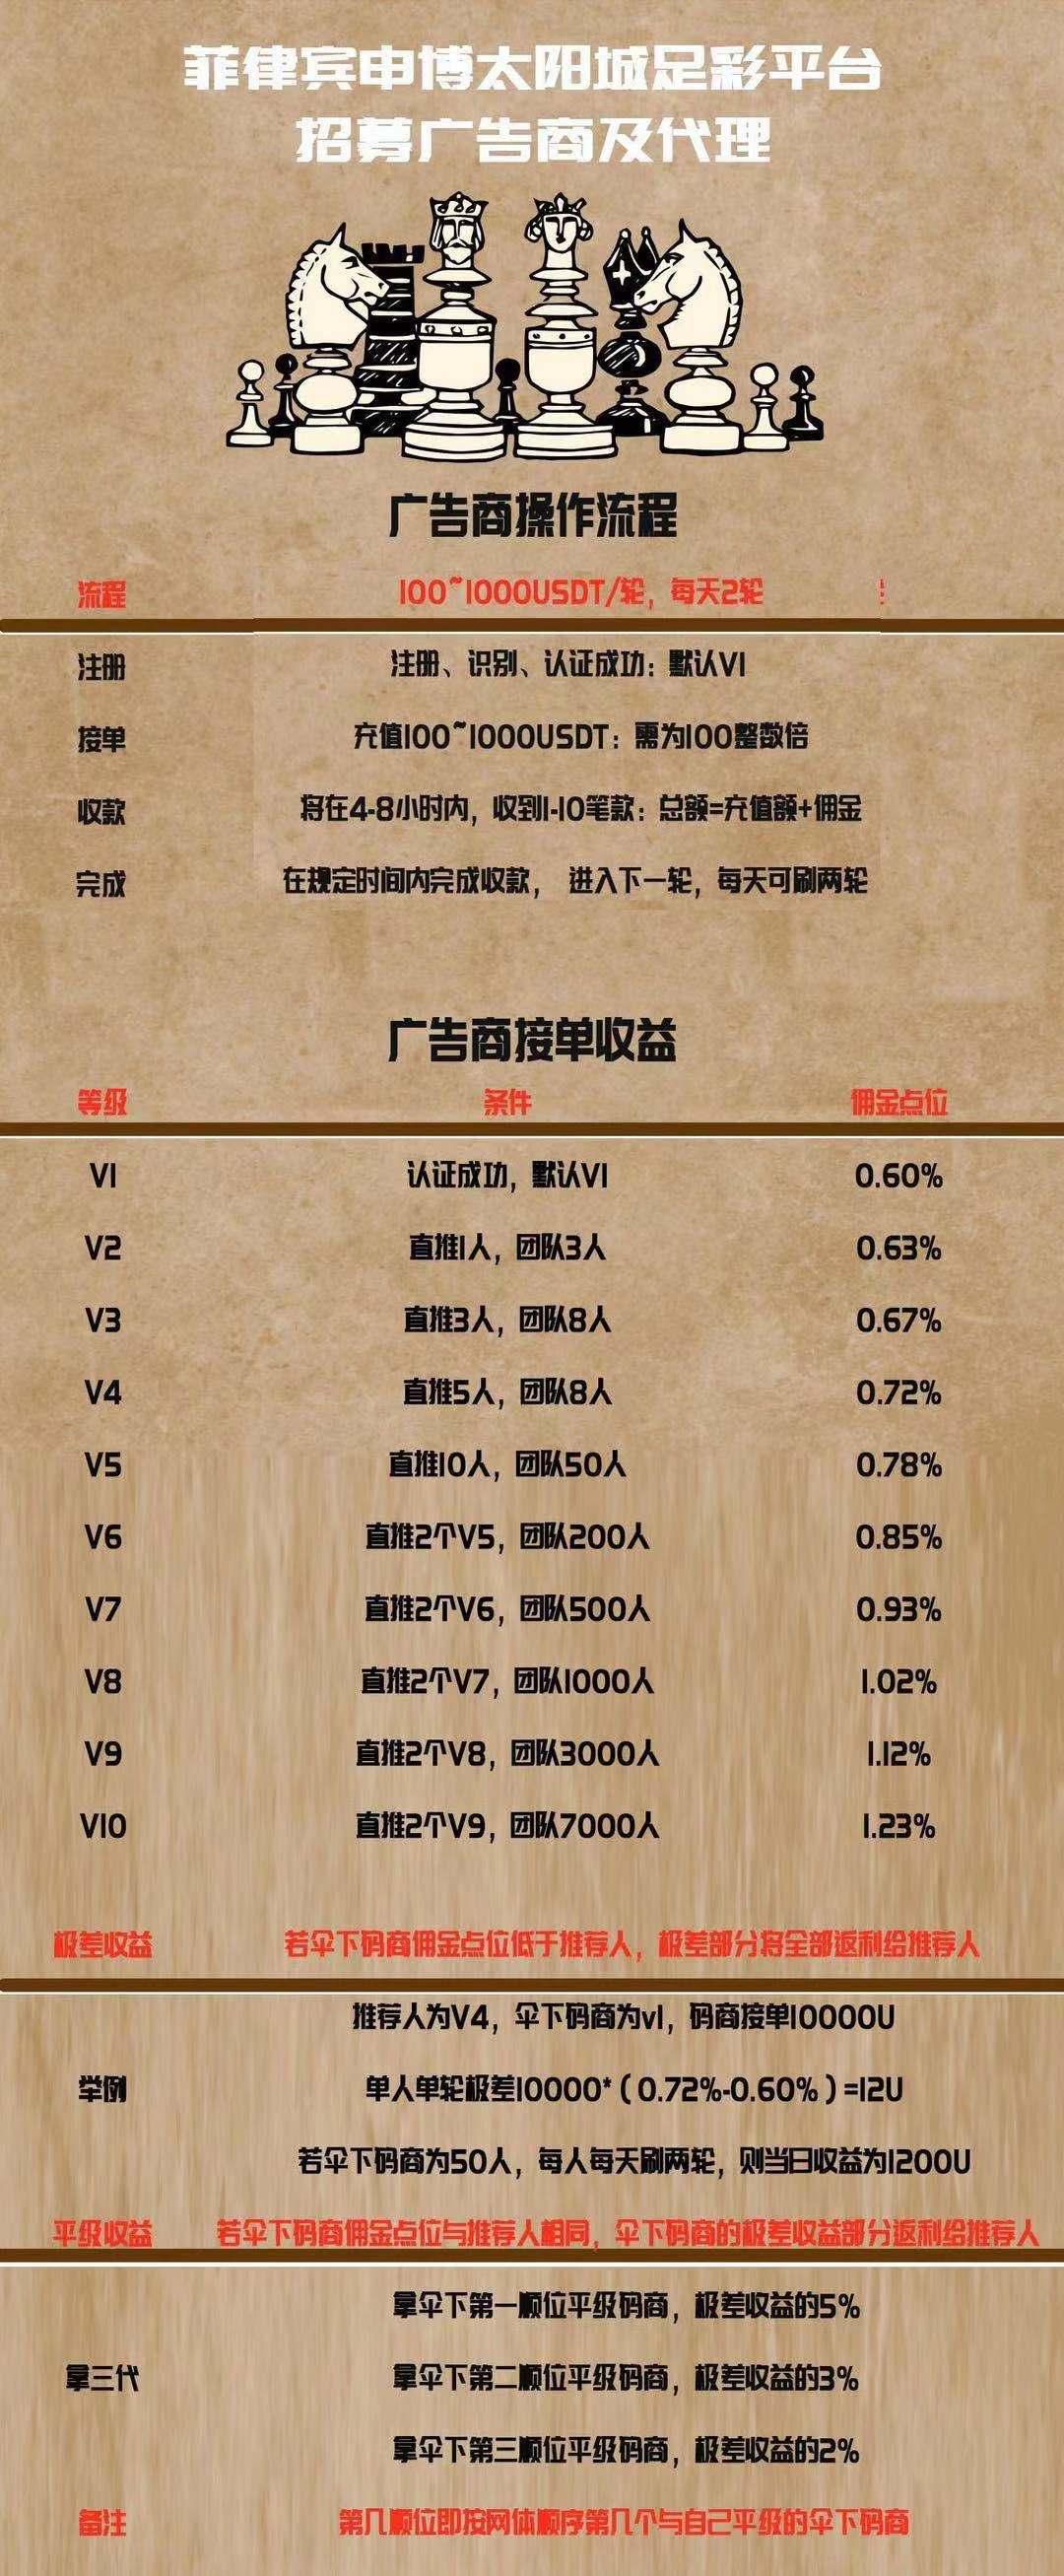 菲律宾申博太阳城足彩平台
招募广告商及代理
广告商操作流程
流程 100~1000USDT/轮，每天2轮
注册 注册、识别、认证成功：默认V1
接单 充值100~1000USDT：需为100整数倍
收款 将在4-8小时内，收到1-10笔款：总额=充值额+佣金
完成 在规定时间内完成收款， 进入下一轮，每天可刷两轮
广告商接单收益
等级 条件 佣金点位
V1 认证成功，默认V1 0.60%
V2 直推1人，团队3人 0.63%
V3 直推3人，团队8人 0.67%
V4 直推5人，团队8人 0.72%
V5 直推10人，团队50人 0.78%
V6 直推2个V5，团队200人 0.85%
V7 直推2个V6，团队500人 0.93%
V8 直推2个V7，团队1000人 1.02%
V9 直推2个V8，团队3000人 1.12%
V10 直推2个V9，团队7000人 1.23%
极差收益 若伞下码商佣金点位低于推荐人，极差部分将全部返利给推荐人
推荐人为V4，伞下码商为v1，码商接单10000U
举例 单人单轮极差10000*（0.72%-0.60%）=12U
若伞下码商为50人，每人每天刷两轮，则当日收益为1200U
平级收益 若伞下码商佣金点位与推荐人相同，伞下码商的极差收益部分返利给推荐人
拿伞下第一顺位平级码商，极差收益的5%
拿三代 拿伞下第二顺位平级码商，极差收益的3%
拿伞下第三顺位平级码商，极差收益的2%
备注 第几顺位即按网体顺序第几个与自己平级的伞下码商